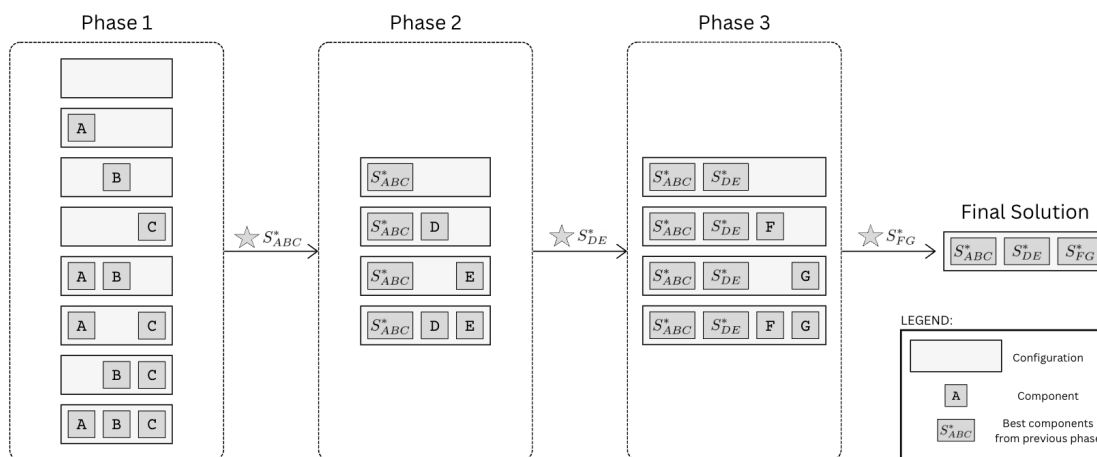 Phase 1
Phase 2
Phase 3
A
B
C
A B
A C
B C
A B C
S*ABC
S*ABC
S*ABC D
S*ABC E
S*ABC D E
S*DE
S*ABC S*DE
S*ABC S*DE F
S*ABC S*DE G
S*ABC S*DE F G
S*FG
Final Solution
S*ABC S*DE S*FG
LEGEND:
Configuration
A
Component
S*ABC
Best components
from previous phase